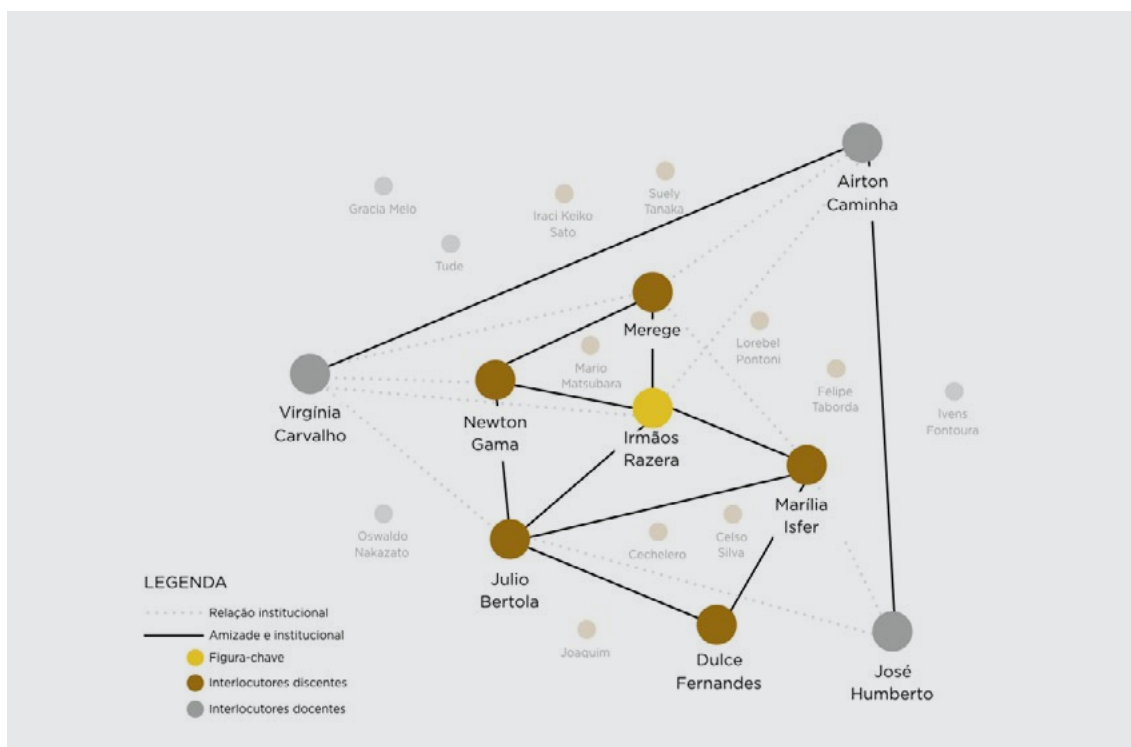 Airton
Caminha
Suely
Tanaka
Gracia Melo
Iraci Keiko
Sato
Tude
Merege
Lorebel
Pontoni
Mario
Matsubara
Felipe
Taborda
Ivens
Fontoura
Virgínia
Carvalho
Newton
Gama
Irmãos
Razera
Marília
Isfer
Oswaldo
Nakazato
Cechelero
Celso
Silva
Julio
Bertola
Joaquim
Dulce
Fernandes
José
Humberto
LEGENDA
Relação institucional
Amizade e institucional
Figura-chave
Interlocutores discentes
Interlocutores docentes